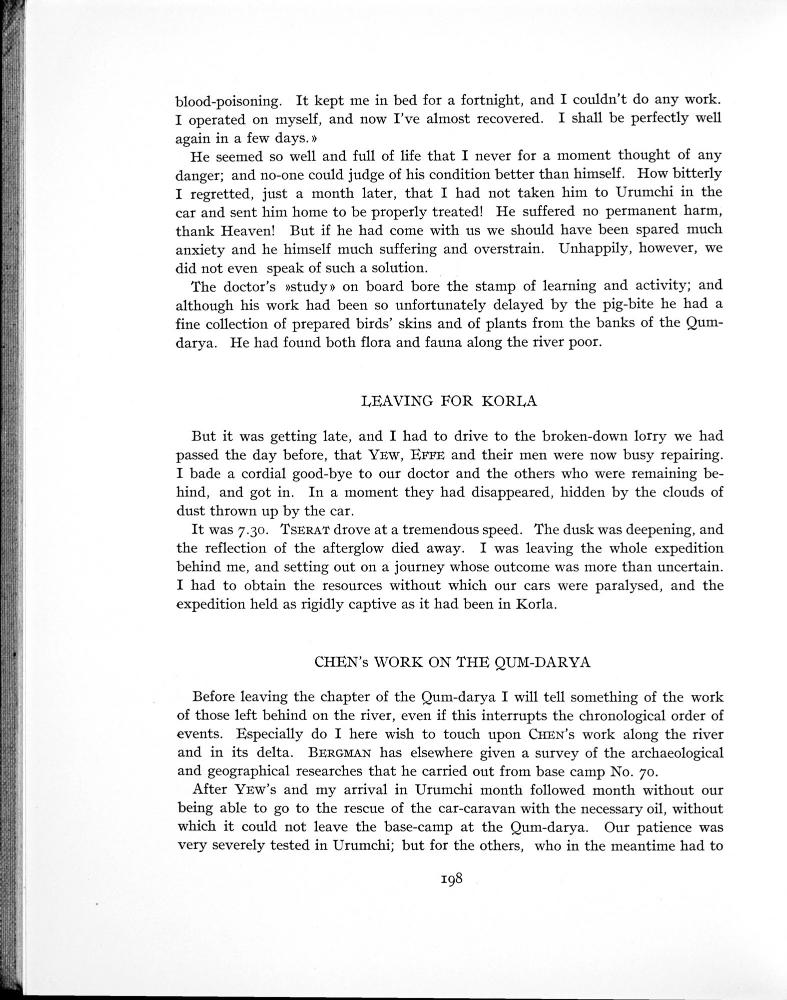 blood-poisoning. It kept me in bed for a fortnight, and I couldn't do any work.
I operated on myself, and now I've almost recovered. I shall be perfectly well
again in a few days.»
He seemed so well and full of life that I never for a moment thought of any
danger; and no-one could judge of his condition better than himself. How bitterly
I regretted, just a month later, that I had not taken him to Urumchi in the
car and sent him home to be properly treated! He suffered no permanent harm,
thank Heaven! But if he had come with us we should have been spared much
anxiety and he himself much suffering and overstrain. Unhappily, however, we
did not even speak of such a solution.
The doctor's »study» on board bore the stamp of learning and activity; and
although his work had been so unfortunately delayed by the pig-bite he had a
fine collection of prepared birds' skins and of plants from the banks of the Qum-
darya. He had found both flora and fauna along the river poor.
LEAVING FOR KORLA
But it was getting late, and I had to drive to the broken-down lorry we had
passed the day before, that YEW, EFFE and their men were now busy repairing.
I bade a cordial good-bye to our doctor and the others who were remaining be-
hind, and got in. In a moment they had disappeared, hidden by the clouds of
dust thrown up by the car.
It was 7.30. TSERAT drove at a tremendous speed. The dusk was deepening, and
the reflection of the afterglow died away. I was leaving the whole expedition
behind me, and setting out on a journey whose outcome was more than uncertain.
I had to obtain the resources without which our cars were paralysed, and the
expedition held as rigidly captive as it had been in Korla.
CHEN's WORK ON THE QUM-DARYA
Before leaving the chapter of the Qum-darya I will tell something of the work
of those left behind on the river, even if this interrupts the chronological order of
events. Especially do I here wish to touch upon CHEN's work along the river
and in its delta. BERGMAN has elsewhere given a survey of the archaeological
and geographical researches that he carried out from base camp No. 70.
After YEW's and my arrival in Urumchi month followed month without our
being able to go to the rescue of the car-caravan with the necessary oil, without
which it could not leave the base-camp at the Qum-darya. Our patience was
very severely tested in Urumchi; but for the others, who in the meantime had to
198